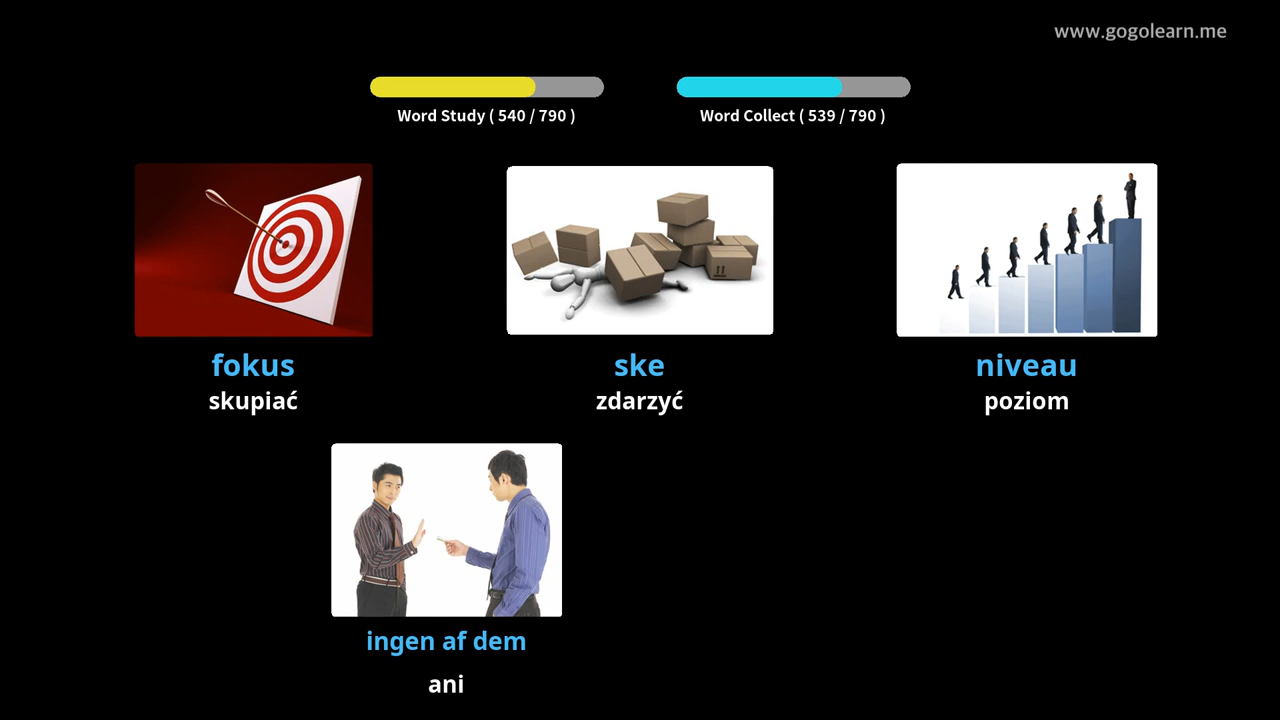 www.gogolearn.me
Word Study ( 540 / 790 )
Word Collect ( 539 / 790 )
fokus
skupiać
ske
zdarzyć
niveau
poziom
ingen af dem
ani